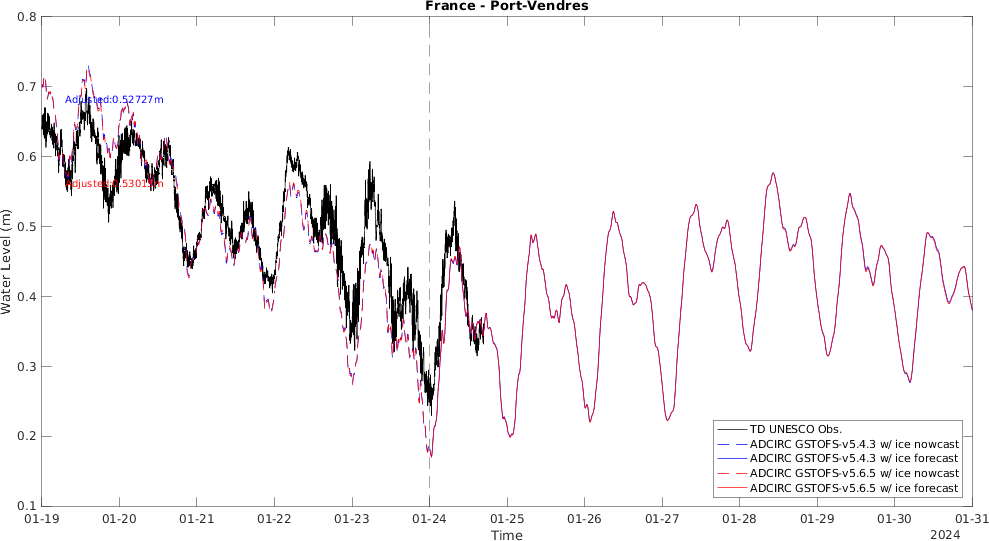 France - Port-Vendres
0.8
0.7
0.6
0.5
0.4
0.3
0.2
0.1
Water Level (m)
Adjusted:0.52727m
Adjusted:0.53015m
TD UNESCO Obs.
ADCIRC GSTOFS-v5.4.3 w/ ice nowcast
ADCIRC GSTOFS-v5.4.3 w/ ice forecast
ADCIRC GSTOFS-v5.6.5 w/ ice nowcast
ADCIRC GSTOFS-v5.6.5 w/ ice forecast
01-19 01-20 01-21 01-22 01-23 01-24 01-25 01-26 01-27 01-28 01-29 01-30 01-31
Time
2024